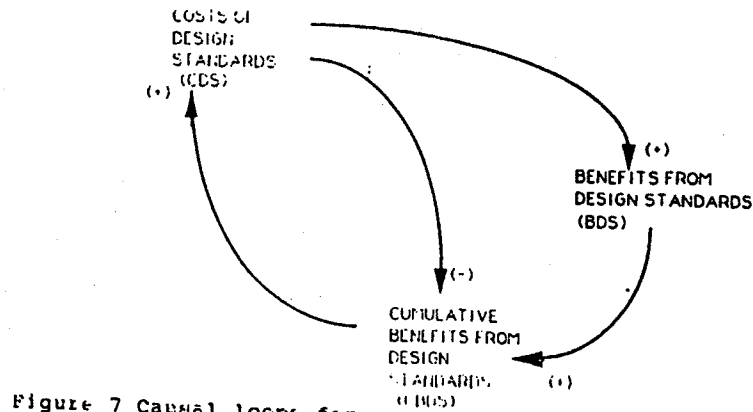 COSTS OF
DESIGN
STANDARDS
(CDS)
(+)
(+)
BENEFITS FROM
DESIGN STANDARDS
(BDS)
(-)
CUMULATIVE
BENEFITS FROM
DESIGN
STANDARDS
(CBDS)
(+)
Figure 7 Causal loops for